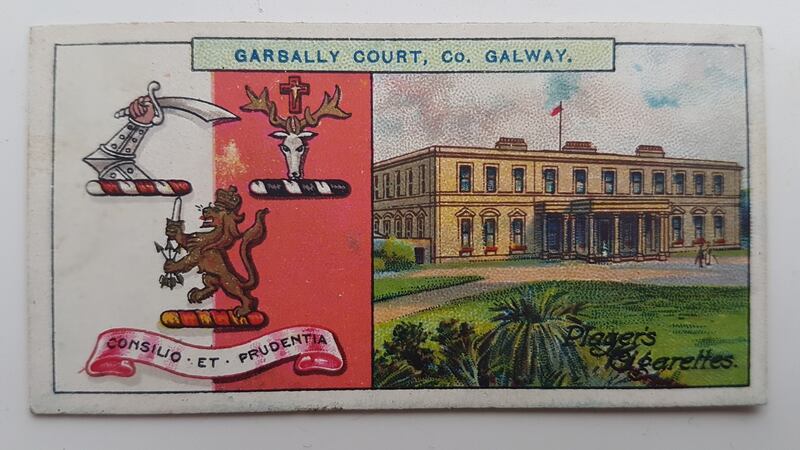 GARBALLY COURT, Co. GALWAY.
CONSILIO · ET · PRUDENTIA
Player's
Cigarettes.